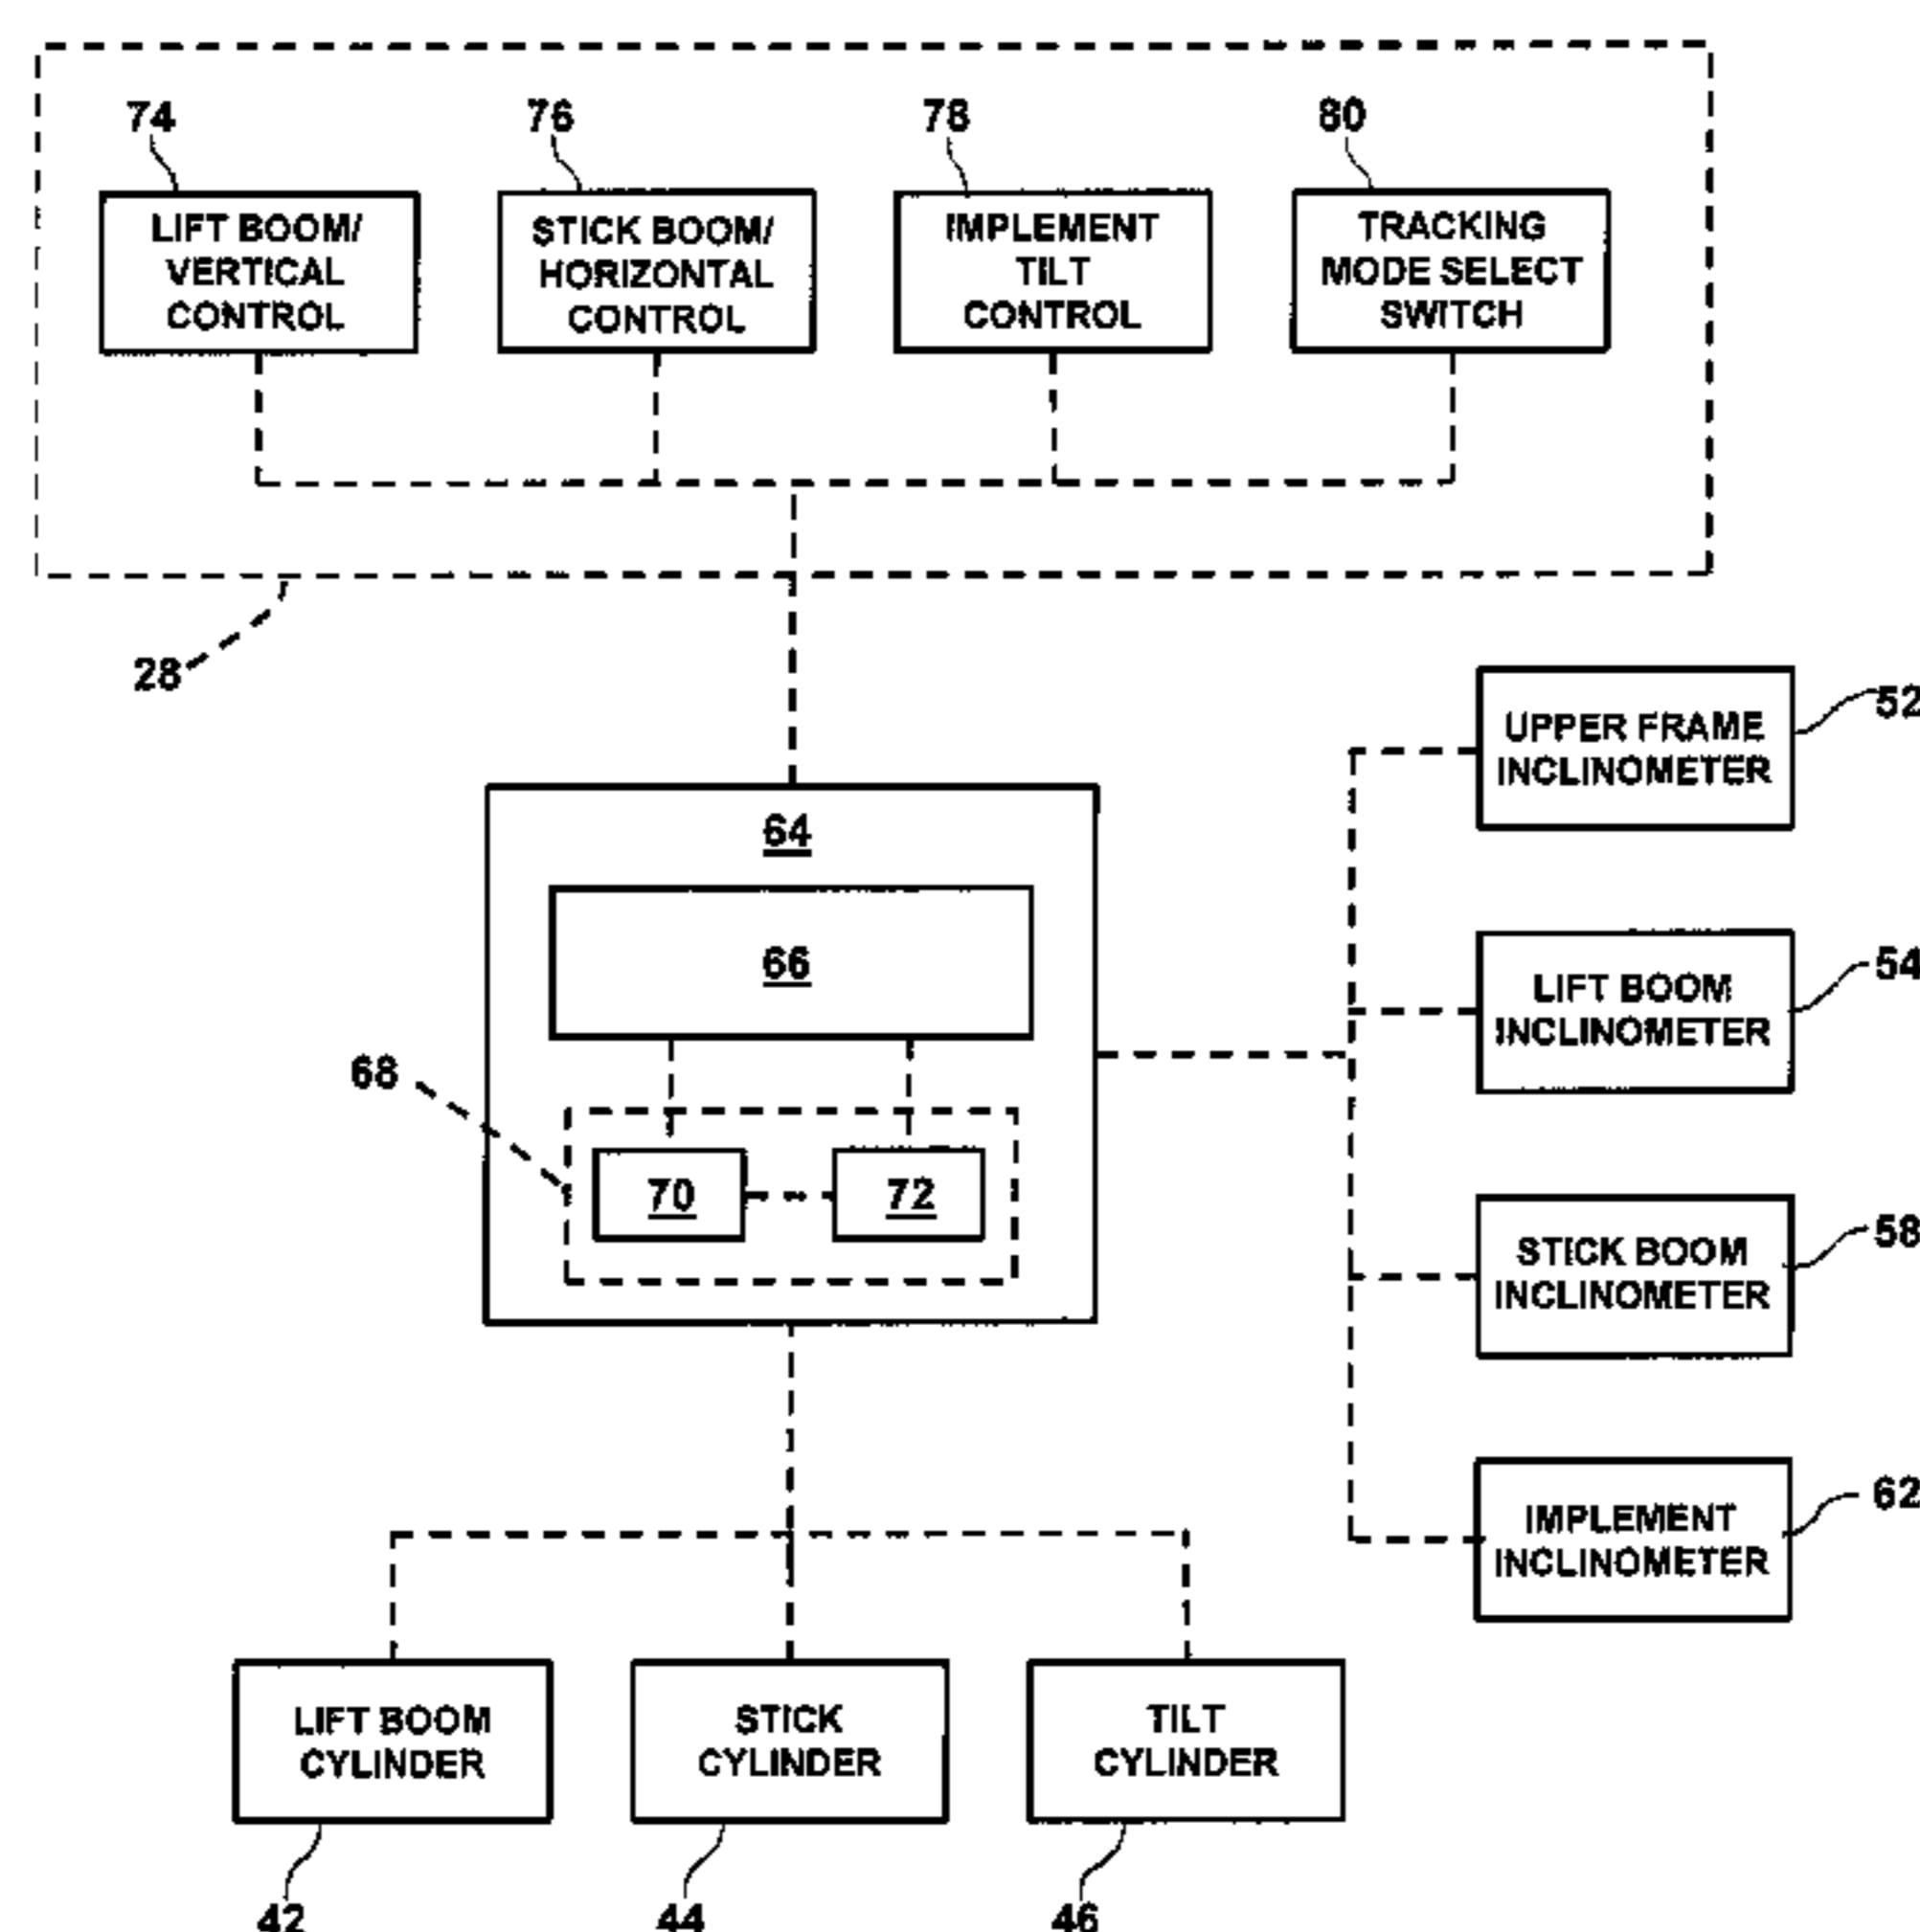 74
76
78
80
LIFT BOOM/
VERTICAL
CONTROL
STICK BOOM/
HORIZONTAL
CONTROL
IMPLEMENT
TILT
CONTROL
TRACKING
MODE SELECT
SWITCH
28
UPPER FRAME
INCLINOMETER
52
64
66
LIFT BOOM
INCLINOMETER
54
68
70
72
STICK BOOM
INCLINOMETER
58
IMPLEMENT
INCLINOMETER
62
LIFT BOOM
CYLINDER
STICK
CYLINDER
TILT
CYLINDER
42
44
46